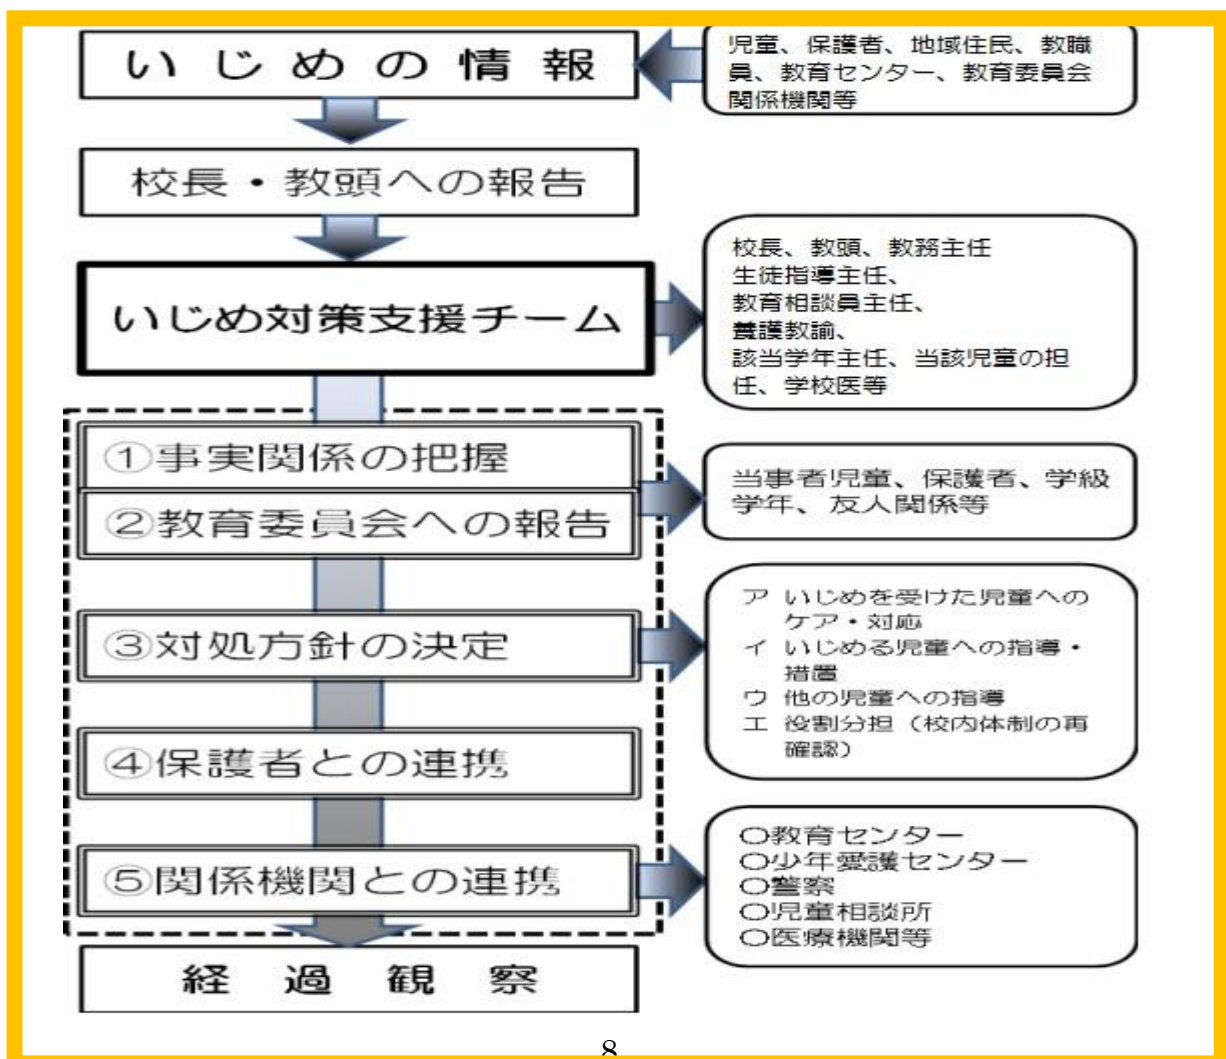 いじめの情報
児童、保護者、地域住民、教職
員、教育センター、教育委員会
関係機関等
校長・教頭への報告
いじめ対策支援チーム
校長、教頭、教務主任
生徒指導主任、
教育相談員主任、
養護教諭、
該当学年主任、当該児童の担
任、学校医等
①事実関係の把握
②教育委員会への報告
当事者児童、保護者、学級
学年、友人関係等
③対処方針の決定
ア いじめを受けた児童への
ケア・対応
イ いじめる児童への指導・
措置
ウ 他の児童への指導
エ 役割分担（校内体制の再
確認）
④保護者との連携
⑤関係機関との連携
○教育センター
○少年愛護センター
○警察
○児童相談所
○医療機関等
経過観察
8